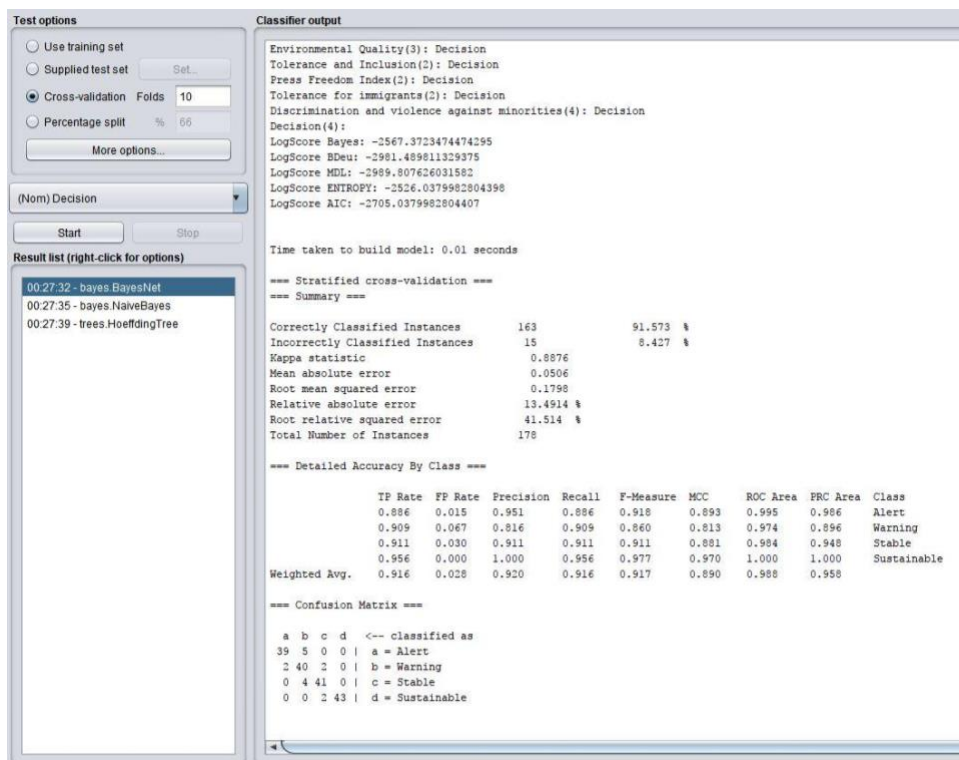 Test options
Use training set
Supplied test set Set...
Cross-validation Folds 10
Percentage split % 66
More options...
(Nom) Decision
Start Stop
Result list (right-click for options)
00:27:32 - bayes.BayesNet
00:27:35 - bayes.NaiveBayes
00:27:39 - trees.HoeffdingTree
Classifier output
Environmental Quality(3): Decision
Tolerance and Inclusion(2): Decision
Press Freedom Index(2): Decision
Tolerance for immigrants(2): Decision
Discrimination and violence against minorities(4): Decision
Decision(4):
LogScore Bayes: -2567.3723474474295
LogScore BDeu: -2981.489811329375
LogScore MDL: -2989.807626031582
LogScore ENTROPY: -2526.0379982804398
LogScore AIC: -2705.0379982804407
Time taken to build model: 0.01 seconds
=== Stratified cross-validation ===
=== Summary ===
Correctly Classified Instances 163 91.573 %
Incorrectly Classified Instances 15 8.427 %
Kappa statistic 0.8876
Mean absolute error 0.0506
Root mean squared error 0.1798
Relative absolute error 13.4914 %
Root relative squared error 41.514 %
Total Number of Instances 178
=== Detailed Accuracy By Class ===
TP Rate FP Rate Precision Recall F-Measure MCC ROC Area PRC Area Class
0.886 0.015 0.951 0.886 0.918 0.893 0.995 0.986 Alert
0.909 0.067 0.816 0.909 0.860 0.813 0.974 0.896 Warning
0.911 0.030 0.911 0.911 0.911 0.881 0.984 0.948 Stable
0.956 0.000 1.000 0.956 0.977 0.970 1.000 1.000 Sustainable
Weighted Avg. 0.916 0.028 0.920 0.916 0.917 0.890 0.988 0.958
=== Confusion Matrix ===
a b c d <-- classified as
39 5 0 0 | a = Alert
2 40 2 0 | b = Warning
0 4 41 0 | c = Stable
0 0 2 43 | d = Sustainable